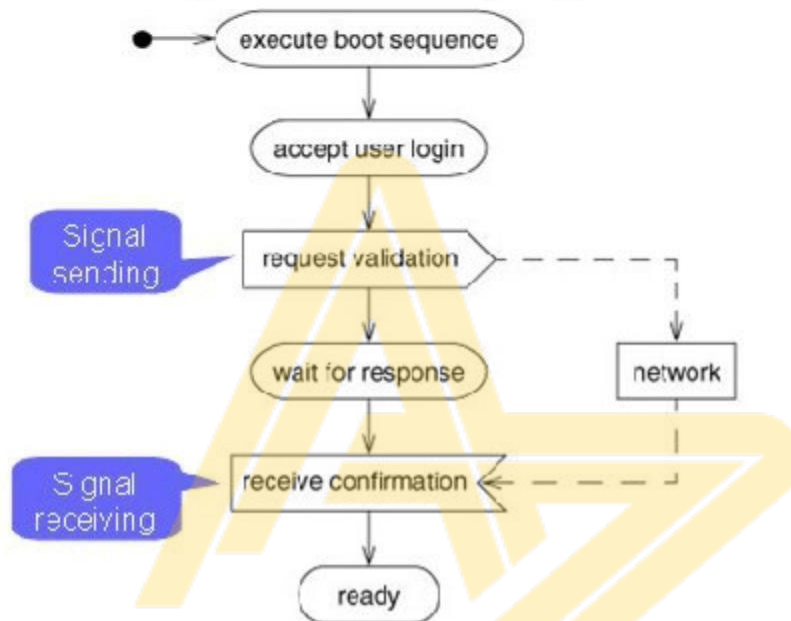 execute boot sequence
accept user login
Signal
sending
request validation
wait for response
network
Signal
receiving
receive confirmation
ready